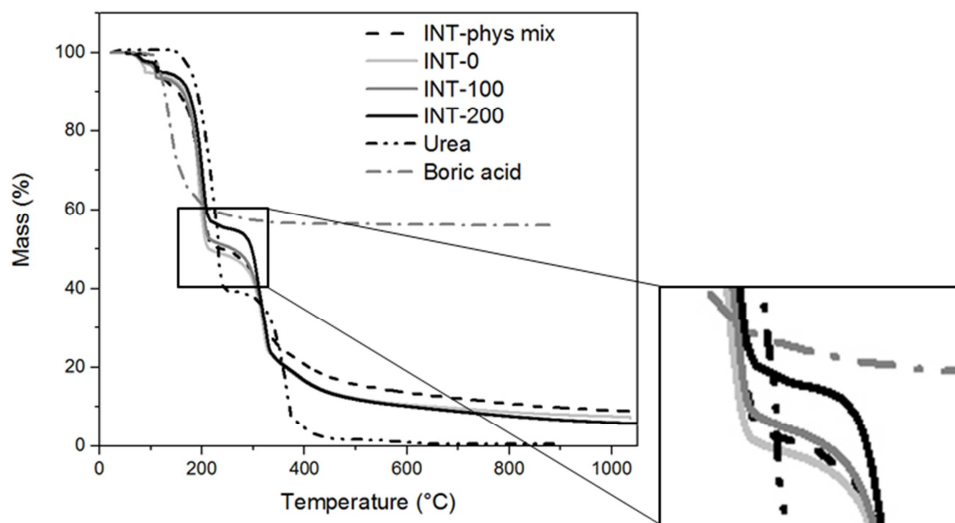 INT-phys mix
INT-0
INT-100
INT-200
Urea
Boric acid
Mass (%)
100
80
60
40
20
0
0 200 400 600 800 1000
Temperature (°C)